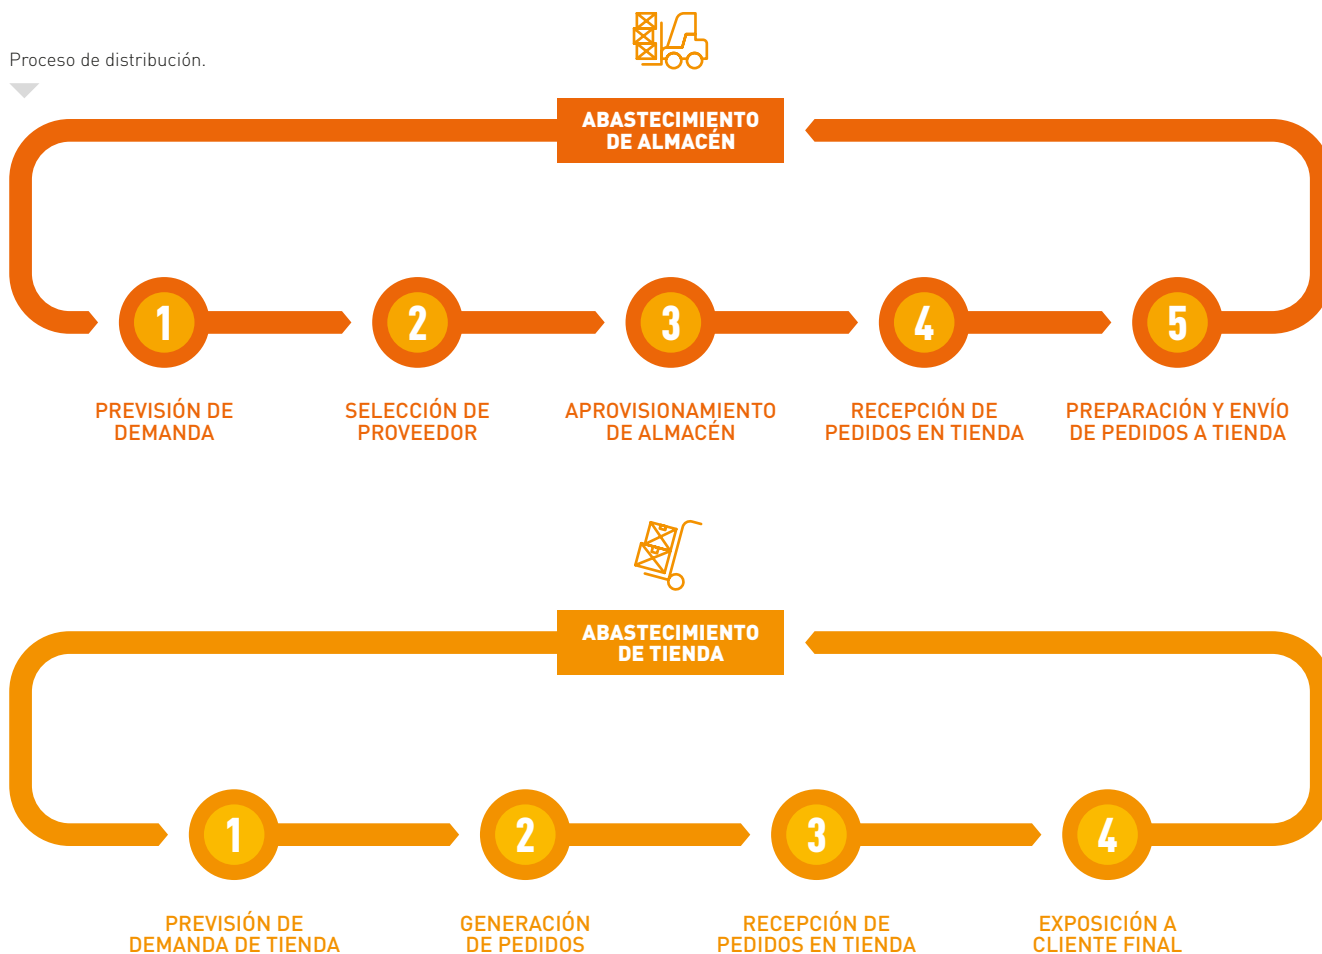 Proceso de distribución.
ABASTECIMIENTO
DE ALMACÉN
1
2
3
4
5
PREVISIÓN DE
DEMANDA
SELECCIÓN DE
PROVEEDOR
APROVISIONAMIENTO
DE ALMACÉN
RECEPCIÓN DE
PEDIDOS EN TIENDA
PREPARACIÓN Y ENVÍO
DE PEDIDOS A TIENDA
ABASTECIMIENTO
DE TIENDA
1
2
3
4
PREVISIÓN DE
DEMANDA DE TIENDA
GENERACIÓN
DE PEDIDOS
RECEPCIÓN DE
PEDIDOS EN TIENDA
EXPOSICIÓN A
CLIENTE FINAL